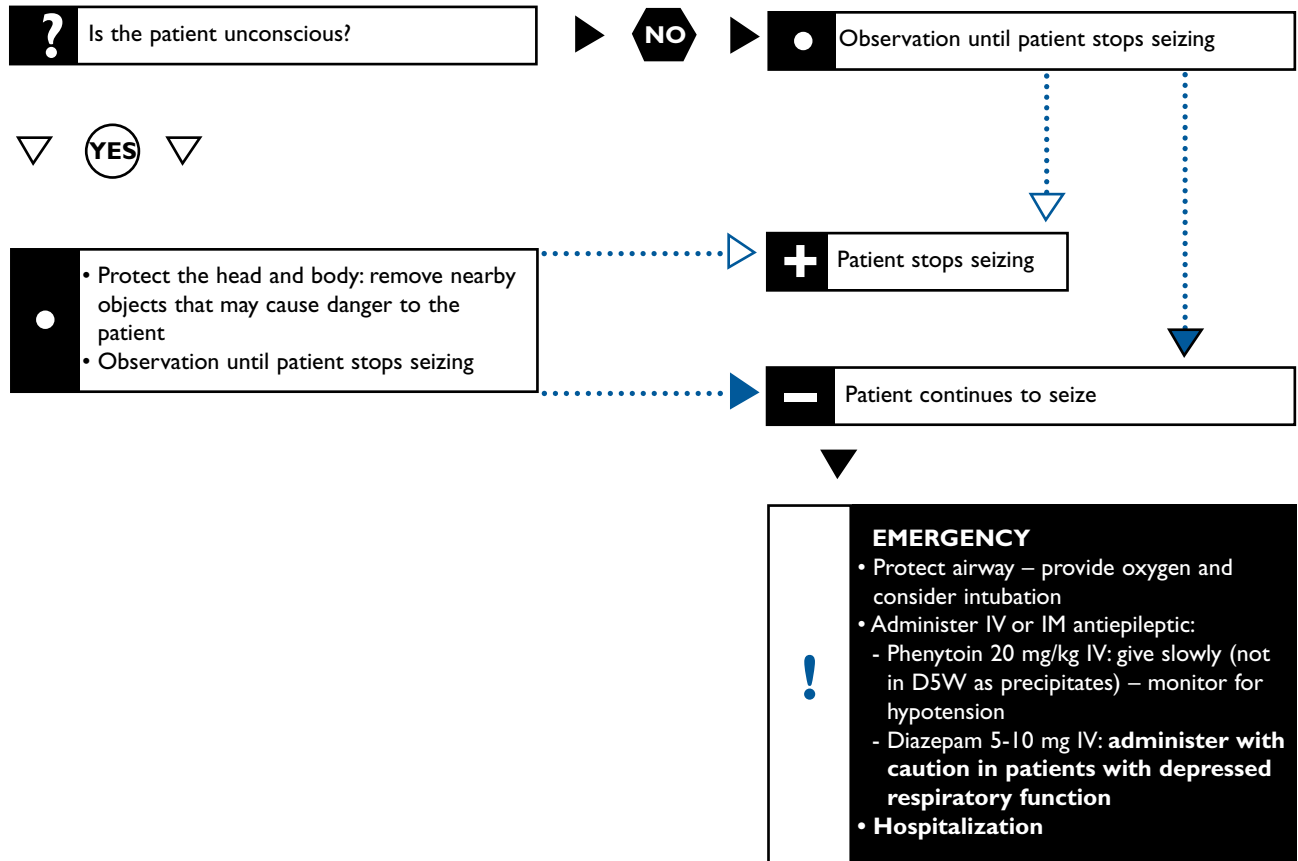 ? Is the patient unconscious?
NO
Observation until patient stops seizing
YES
• Protect the head and body: remove nearby
objects that may cause danger to the
patient
• Observation until patient stops seizing
+ Patient stops seizing
– Patient continues to seize
!
EMERGENCY
• Protect airway – provide oxygen and
consider intubation
• Administer IV or IM antiepileptic:
- Phenytoin 20 mg/kg IV: give slowly (not
in D5W as precipitates) – monitor for
hypotension
- Diazepam 5-10 mg IV: administer with
caution in patients with depressed
respiratory function
• Hospitalization